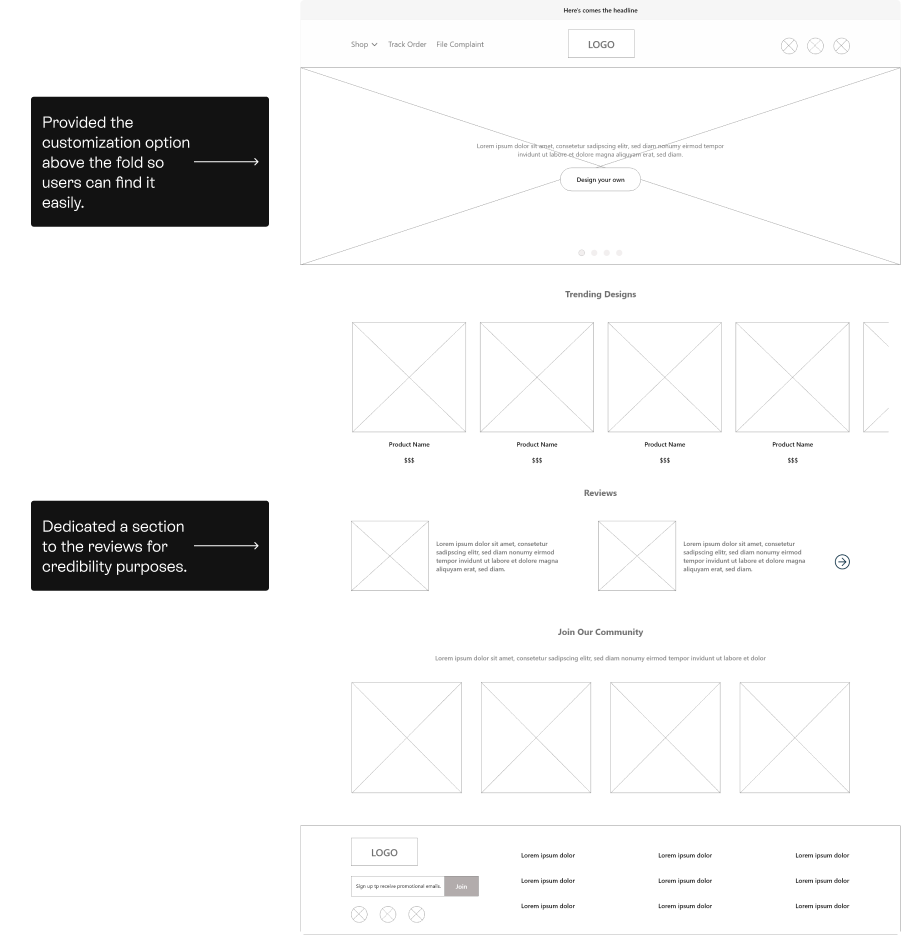 Here's comes the headline
Shop
Track Order
File Complaint
LOGO
Provided the
customization option
above the fold so
users can find it
easily.
Lorem ipsum dolor sit amet, consetetur sadipscing elitr, sed diam nonumy eirmod tempor
invidunt ut labore et dolore magna aliquyam erat, sed diam.
Design your own
Trending Designs
Product Name
Product Name
Product Name
Product Name
$$$
$$$
$$$
$$$
Reviews
Dedicated a section
to the reviews for
credibility purposes.
Lorem ipsum dolor sit amet, consetetur
sadipscing elitr, sed diam nonumy eirmod
tempor invidunt ut labore et dolore magna
aliquyam erat, sed diam.
Lorem ipsum dolor sit amet, consetetur
sadipscing elitr, sed diam nonumy eirmod
tempor invidunt ut labore et dolore magna
aliquyam erat, sed diam.
Join Our Community
Lorem ipsum dolor sit amet, consetetur sadipscing elitr, sed diam nonumy eirmod tempor invidunt ut labore et dolor
LOGO
Sign up tp receive promotional emails.
Join
Lorem ipsum dolor
Lorem ipsum dolor
Lorem ipsum dolor
Lorem ipsum dolor
Lorem ipsum dolor
Lorem ipsum dolor
Lorem ipsum dolor
Lorem ipsum dolor
Lorem ipsum dolor